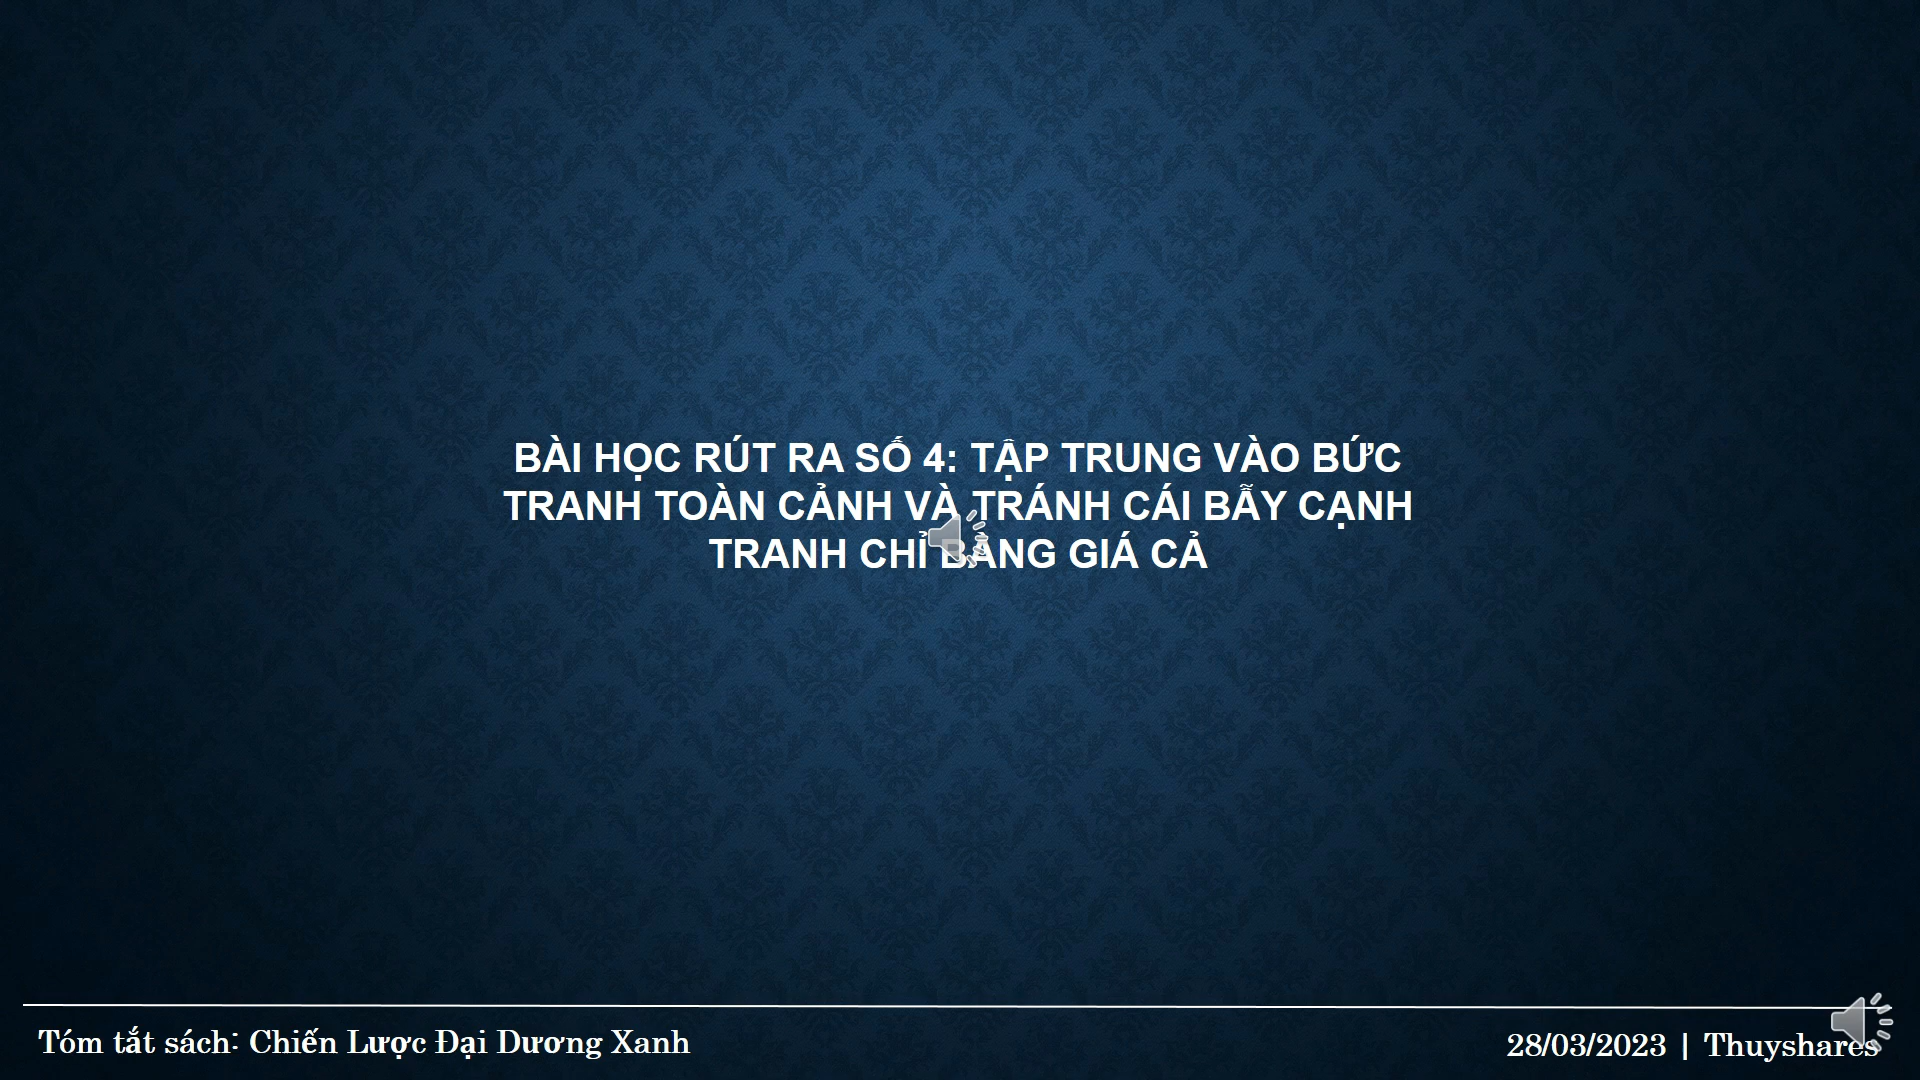 BÀI HỌC RÚT RA SỐ 4: TẬP TRUNG VÀO BỨC
TRANH TOÀN CẢNH VÀ TRÁNH CÁI BẪY CẠNH
TRANH CHỈ BẰNG GIÁ CẢ
Tóm tắt sách: Chiến Lược Đại Dương Xanh
28/03/2023 | Thuyshares